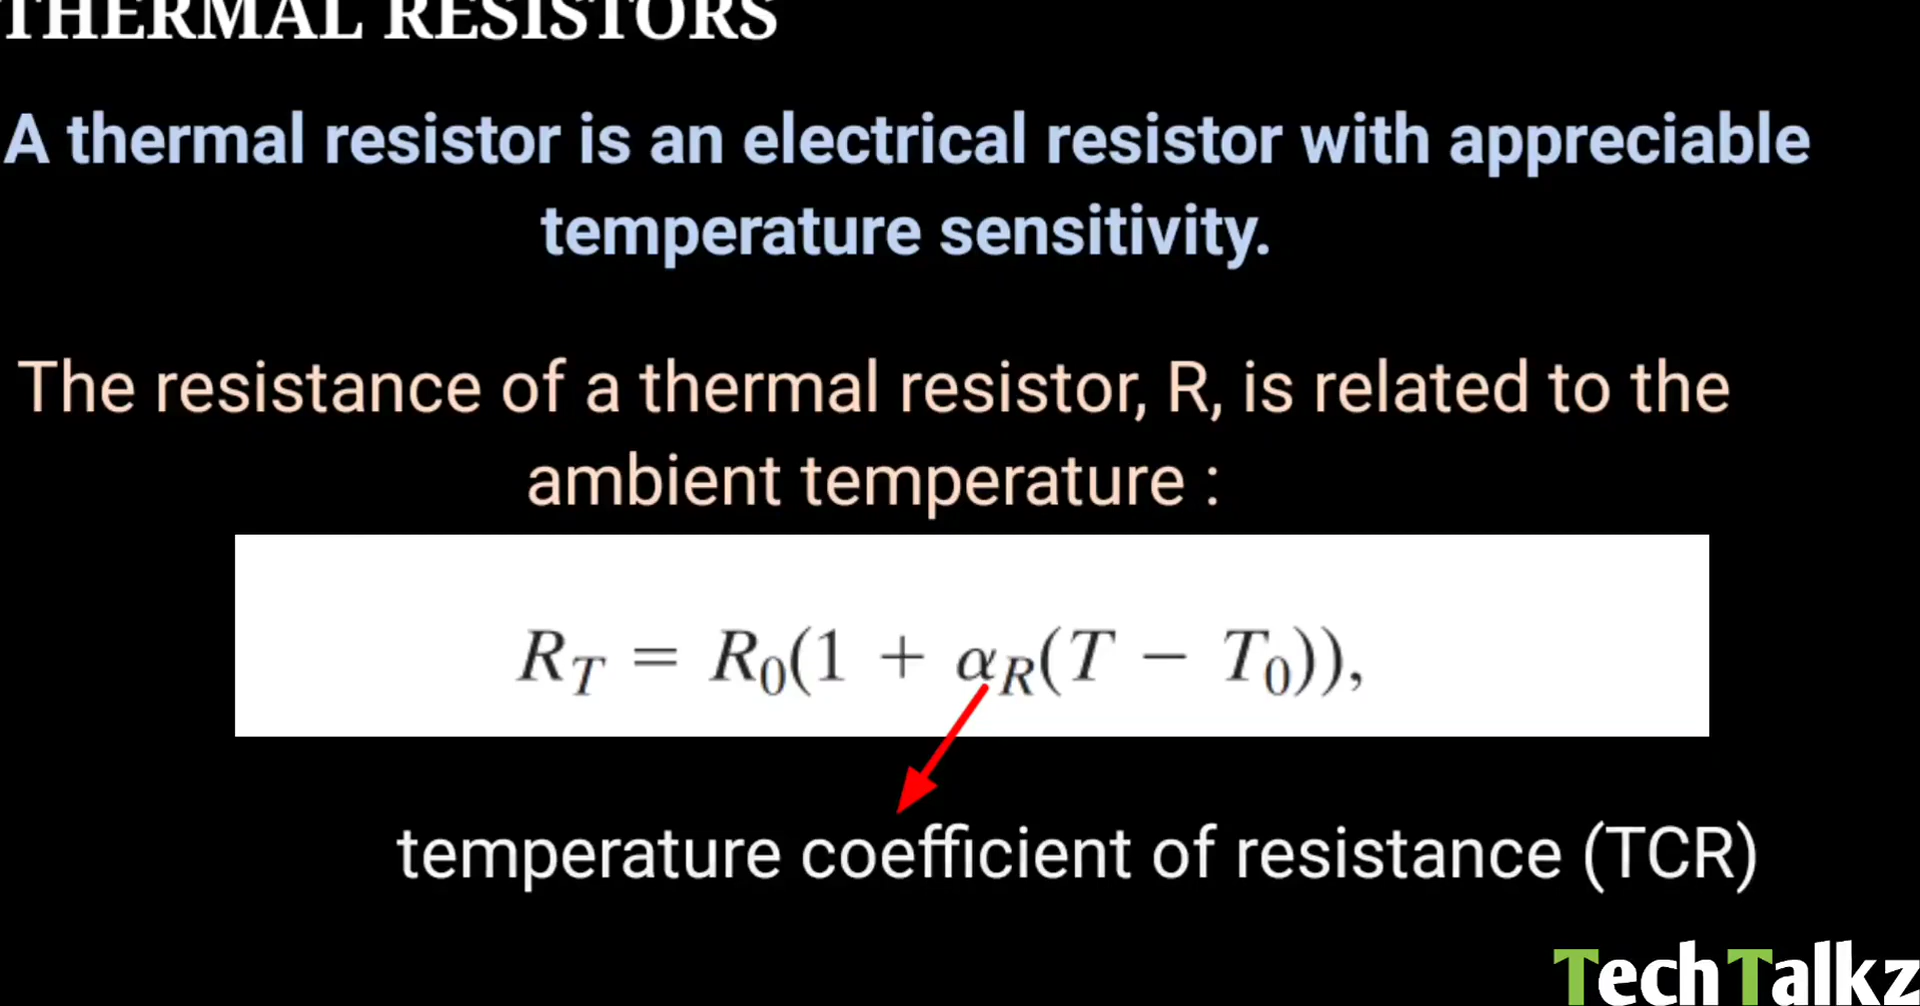 THERMAL RESISTORS
A thermal resistor is an electrical resistor with appreciable
temperature sensitivity.
The resistance of a thermal resistor, R, is related to the
ambient temperature :
R_T = R_0(1 + α_R(T − T_0)),
temperature coefficient of resistance (TCR)
TechTalkz